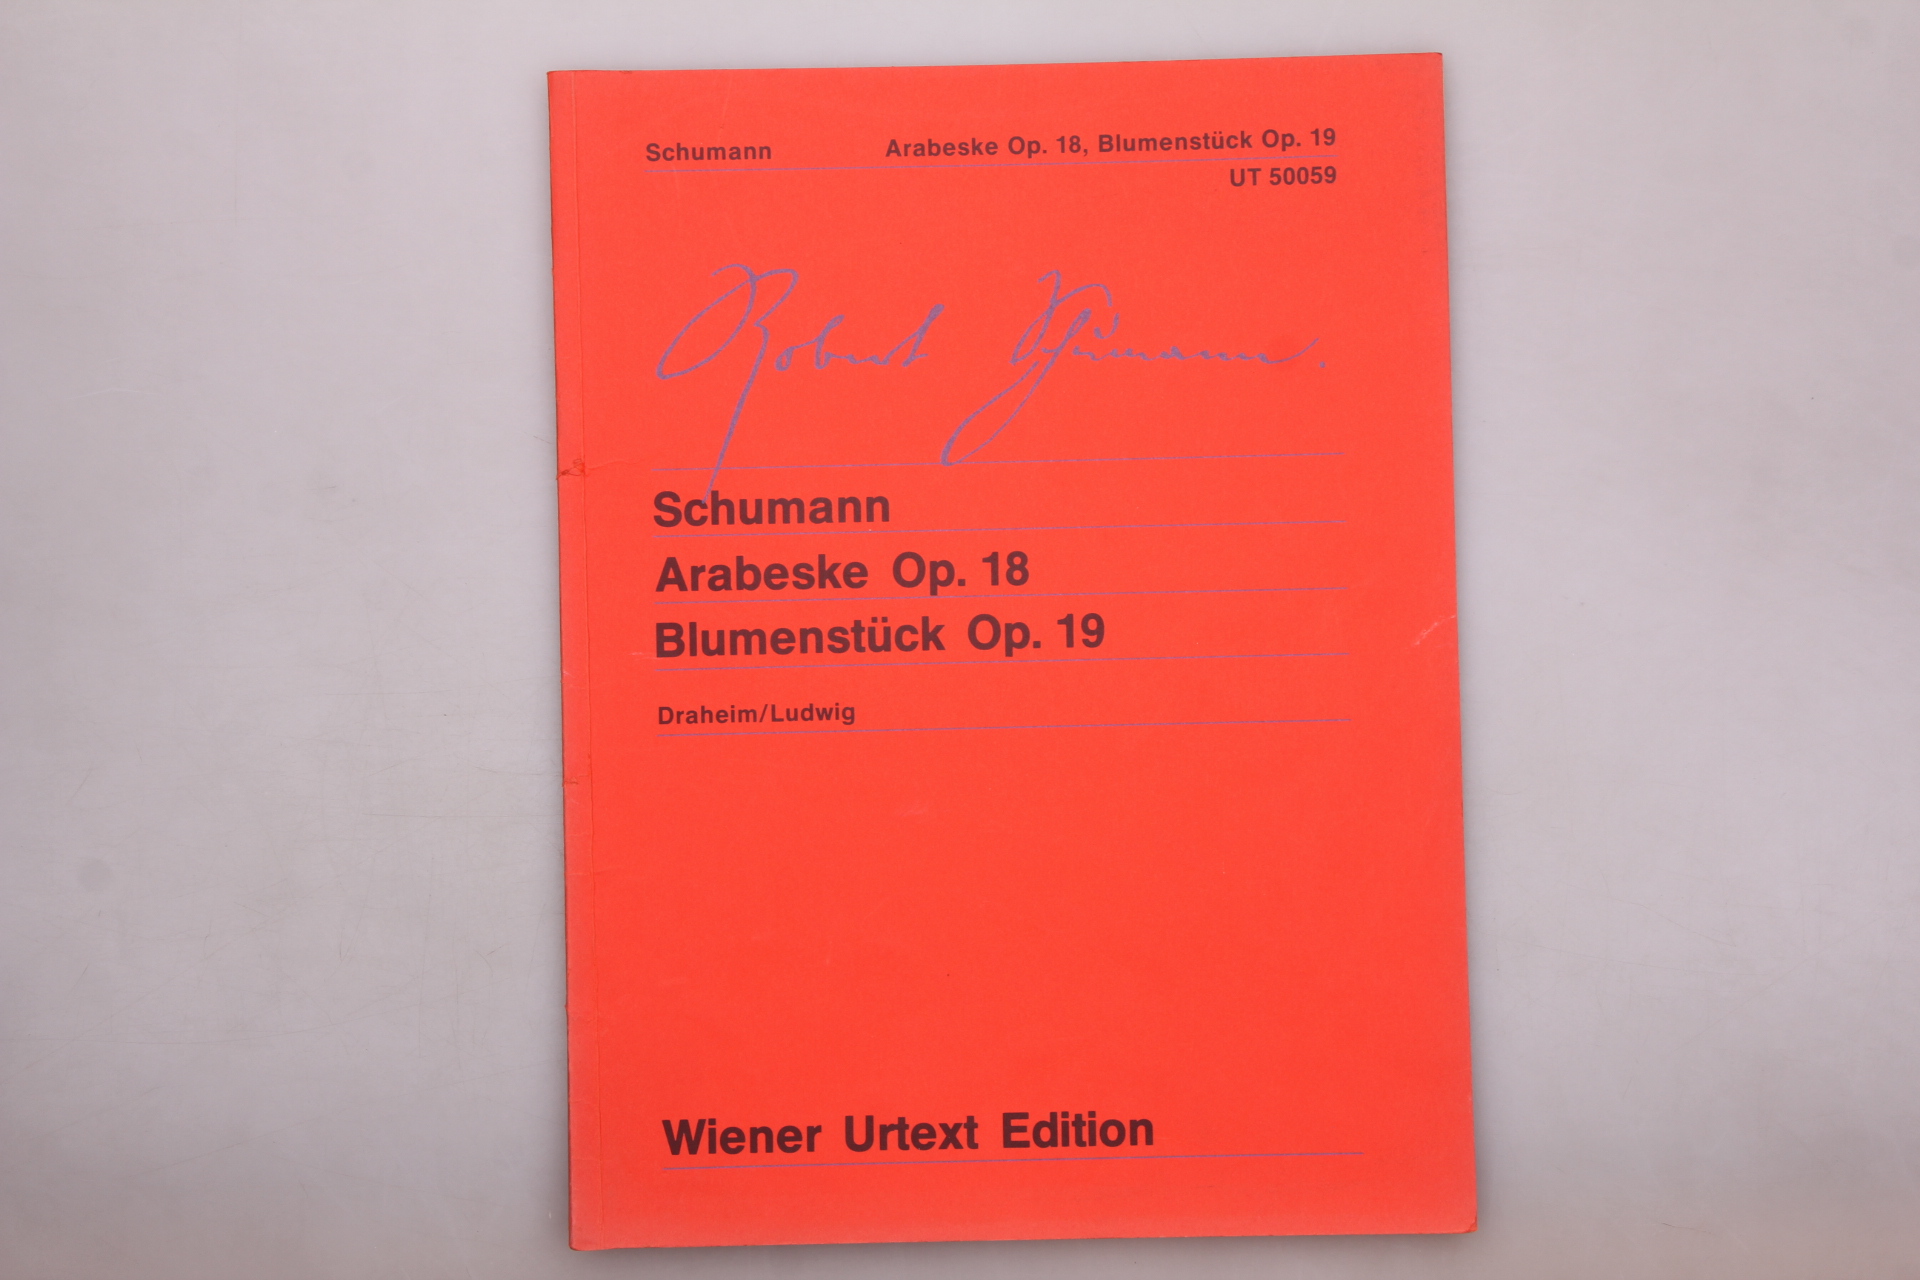 Schumann Arabeske Op. 18, Blumenstück Op. 19
UT 50059
Robert Schumann.
Schumann
Arabeske Op. 18
Blumenstück Op. 19
Draheim/Ludwig
Wiener Urtext Edition